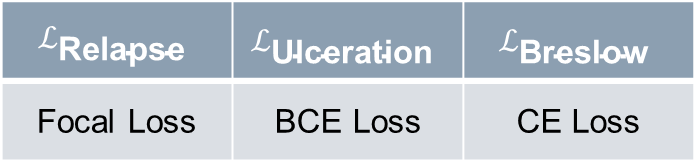 ℒRelapse ℒUlceration ℒBreslow
Focal Loss BCE Loss CE Loss